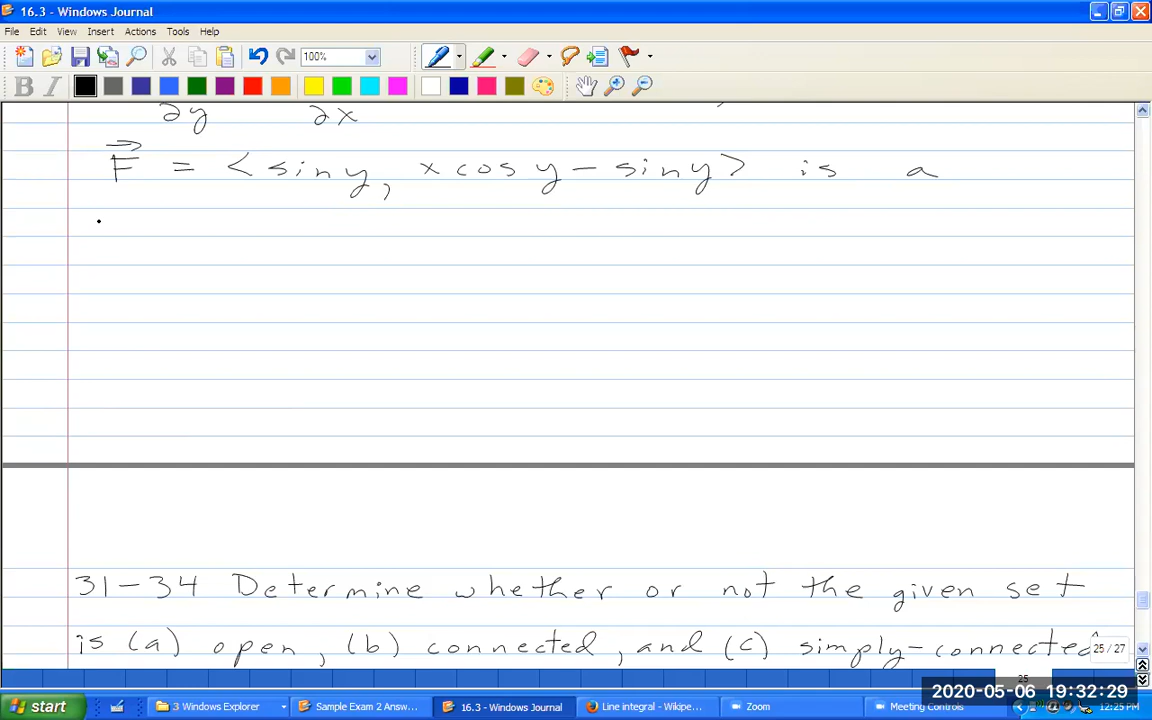 16.3 - Windows Journal
File Edit View Insert Actions Tools Help
100%
∂y ∂x
F⃗ = <sin y, x cos y − sin y> is a
31–34 Determine whether or not the given set
is (a) open, (b) connected, and (c) simply-connected
25 / 27
25
2020-05-06 19:32:29
start 3 Windows Explorer Sample Exam 2 Answ... 16.3 - Windows Journal Line integral - Wikipe... Zoom Meeting Controls 12:25 PM